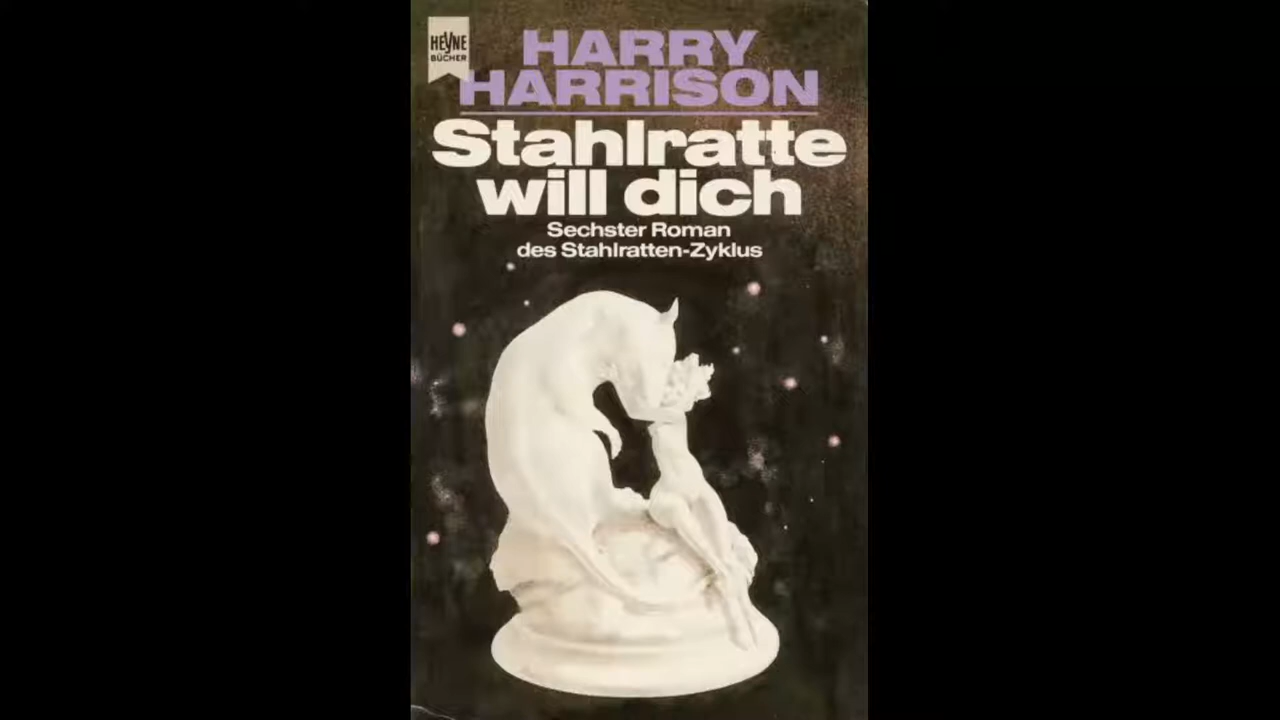 HEYNE
BÜCHER
HARRY
HARRISON
Stahlratte
will dich
Sechster Roman
des Stahlratten-Zyklus